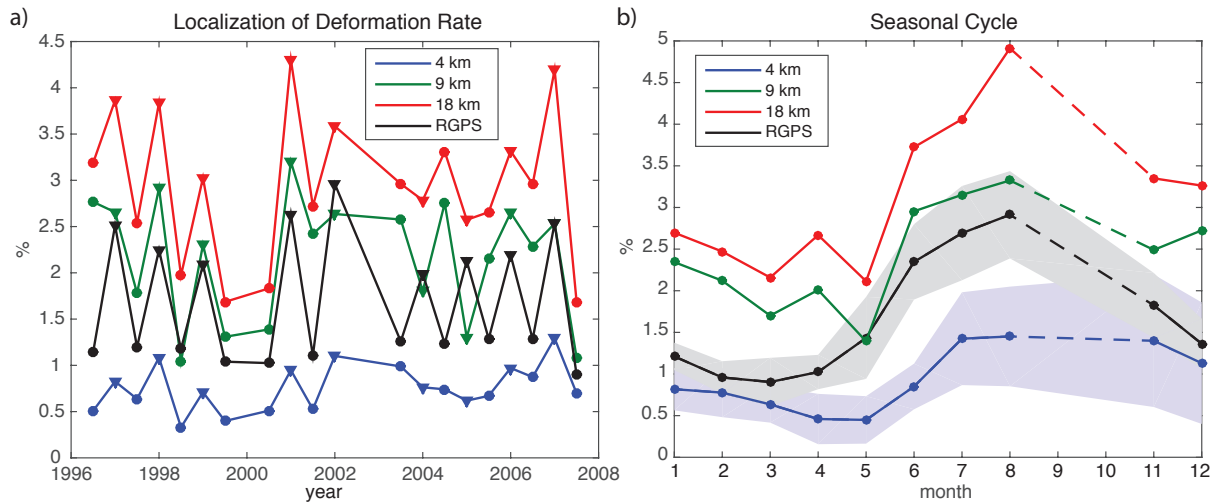 a)
Localization of Deformation Rate
4.5
4
3.5
3
2.5
2
1.5
1
0.5
0
%
4 km
9 km
18 km
RGPS
1996 1998 2000 2002 2004 2006 2008
year
b)
Seasonal Cycle
5
4.5
4
3.5
3
2.5
2
1.5
1
0.5
0
%
4 km
9 km
18 km
RGPS
1 2 3 4 5 6 7 8 9 10 11 12
month